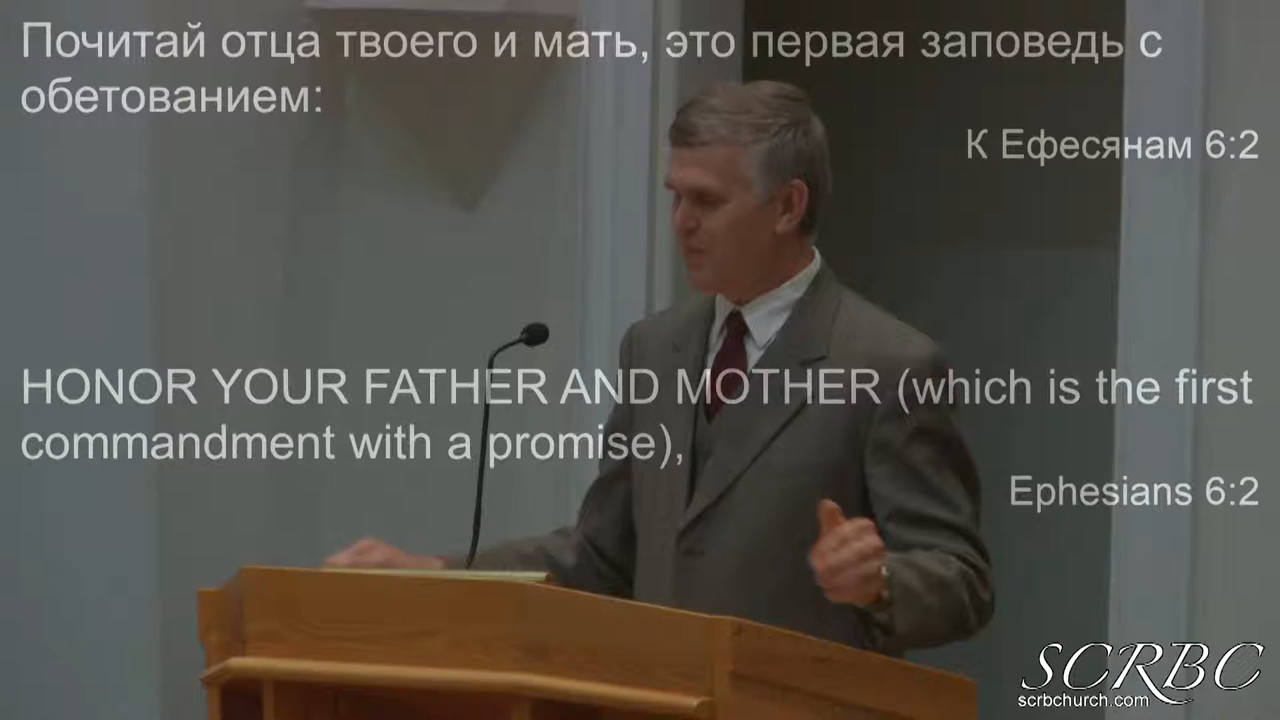 Почитай отца твоего и мать, это первая заповедь с
обетованием:
К Ефесянам 6:2
HONOR YOUR FATHER AND MOTHER (which is the first
commandment with a promise),
Ephesians 6:2
SCRBC
scrbchurch.com